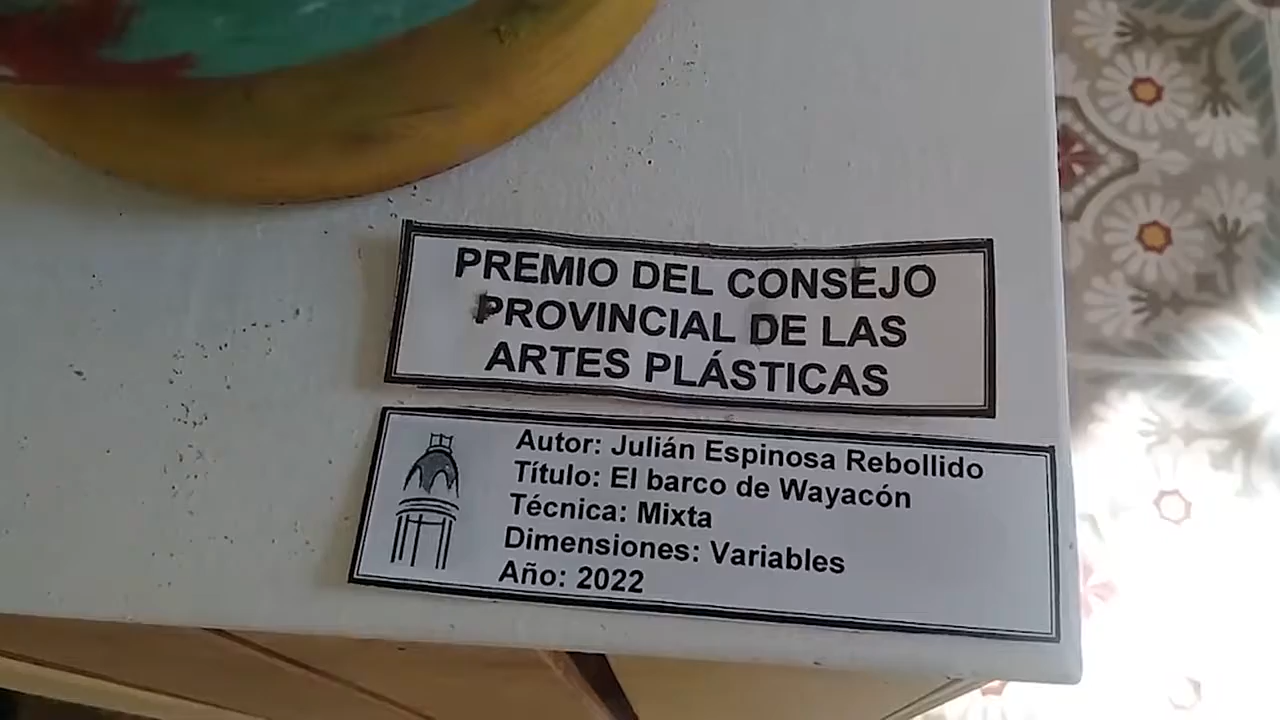 PREMIO DEL CONSEJO
PROVINCIAL DE LAS
ARTES PLÁSTICAS
Autor: Julián Espinosa Rebollido
Título: El barco de Wayacón
Técnica: Mixta
Dimensiones: Variables
Año: 2022